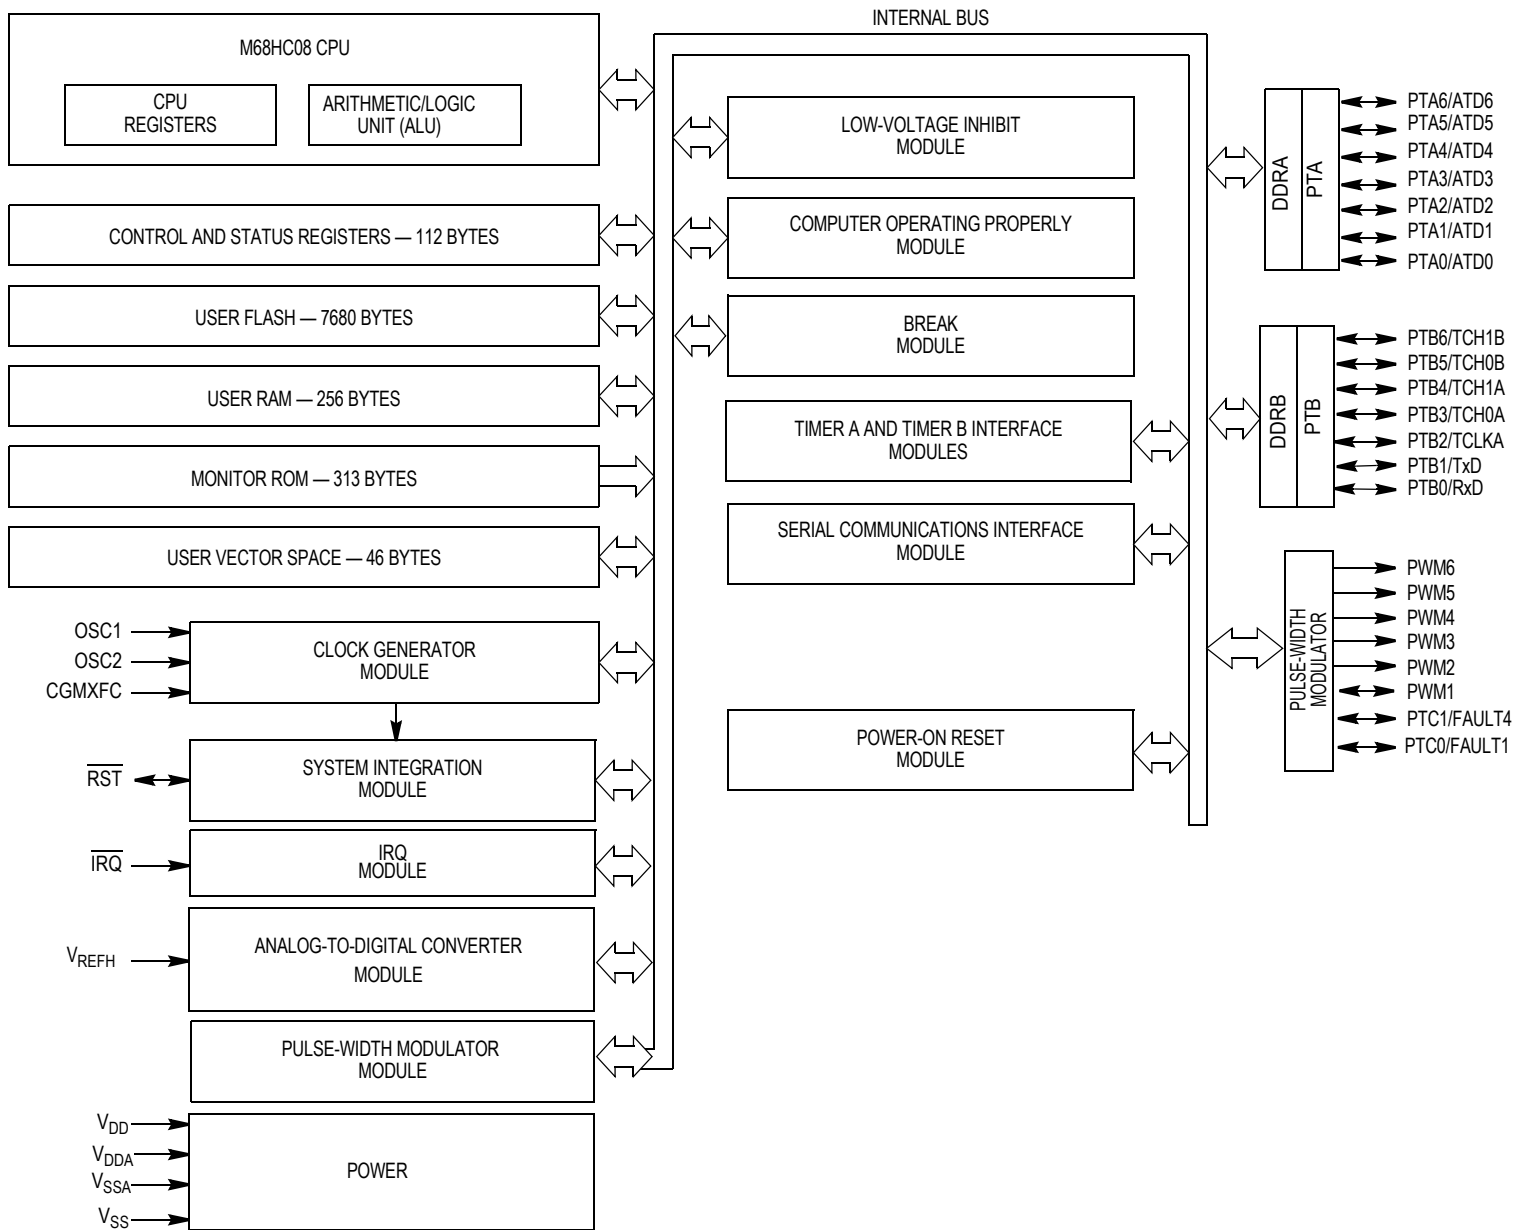 INTERNAL BUS
M68HC08 CPU
CPU
REGISTERS
ARITHMETIC/LOGIC
UNIT (ALU)
CONTROL AND STATUS REGISTERS — 112 BYTES
USER FLASH — 7680 BYTES
USER RAM — 256 BYTES
MONITOR ROM — 313 BYTES
USER VECTOR SPACE — 46 BYTES
OSC1
OSC2
CGMXFC
CLOCK GENERATOR
MODULE
RST
SYSTEM INTEGRATION
MODULE
IRQ
IRQ
MODULE
VREFH
ANALOG-TO-DIGITAL CONVERTER
MODULE
PULSE-WIDTH MODULATOR
MODULE
VDD
VDDA
VSSA
VSS
POWER
LOW-VOLTAGE INHIBIT
MODULE
COMPUTER OPERATING PROPERLY
MODULE
BREAK
MODULE
TIMER A AND TIMER B INTERFACE
MODULES
SERIAL COMMUNICATIONS INTERFACE
MODULE
POWER-ON RESET
MODULE
DDRA
PTA
PTA6/ATD6
PTA5/ATD5
PTA4/ATD4
PTA3/ATD3
PTA2/ATD2
PTA1/ATD1
PTA0/ATD0
DDRB
PTB
PTB6/TCH1B
PTB5/TCH0B
PTB4/TCH1A
PTB3/TCH0A
PTB2/TCLKA
PTB1/TxD
PTB0/RxD
PULSE-WIDTH
MODULATOR
PWM6
PWM5
PWM4
PWM3
PWM2
PWM1
PTC1/FAULT4
PTC0/FAULT1